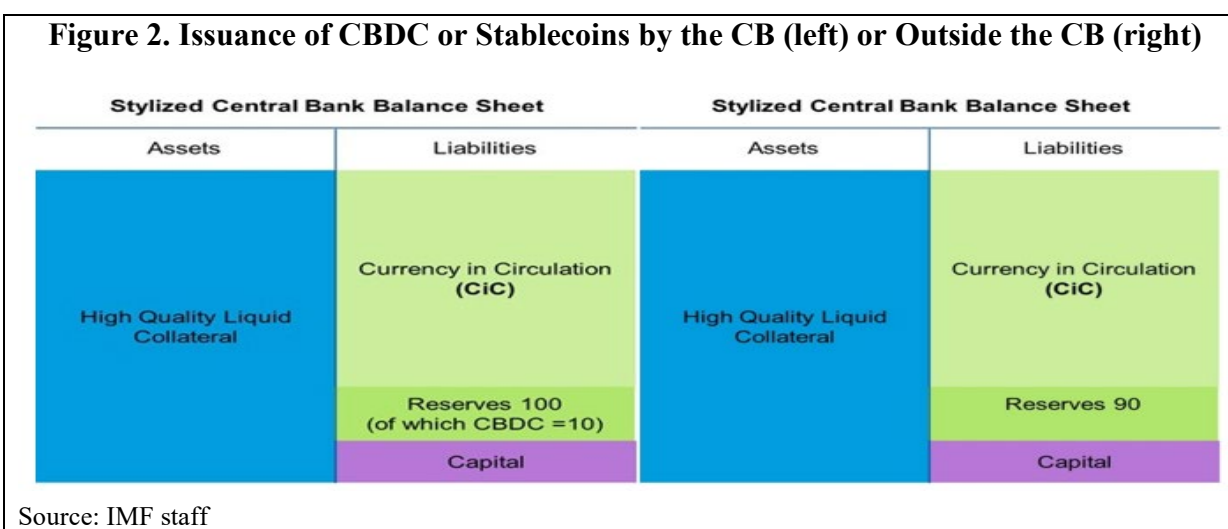 Figure 2. Issuance of CBDC or Stablecoins by the CB (left) or Outside the CB (right)
Stylized Central Bank Balance Sheet
Assets
Liabilities
High Quality Liquid
Collateral
Currency in Circulation
(CiC)
Reserves 100
(of which CBDC =10)
Capital
Stylized Central Bank Balance Sheet
Assets
Liabilities
High Quality Liquid
Collateral
Currency in Circulation
(CiC)
Reserves 90
Capital
Source: IMF staff